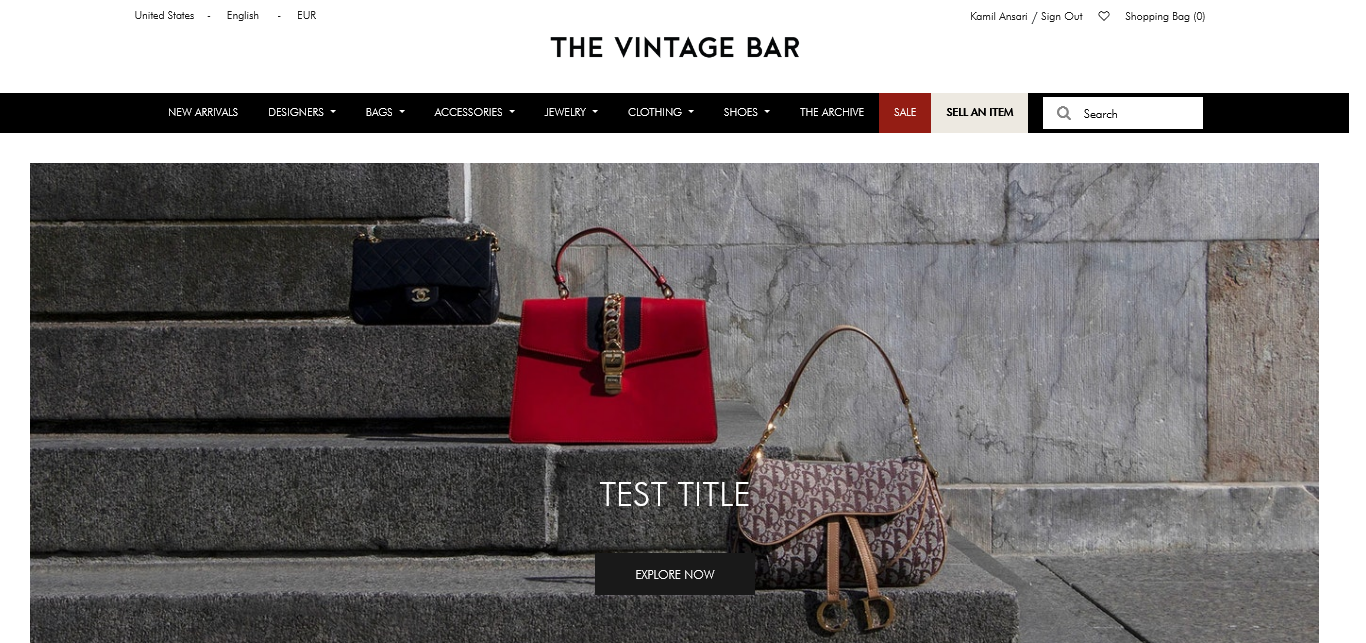 United States - English - EUR
Kamil Ansari / Sign Out Shopping Bag (0)
THE VINTAGE BAR
NEW ARRIVALS DESIGNERS BAGS ACCESSORIES JEWELRY CLOTHING SHOES THE ARCHIVE SALE SELL AN ITEM Search
TEST TITLE
EXPLORE NOW
CD